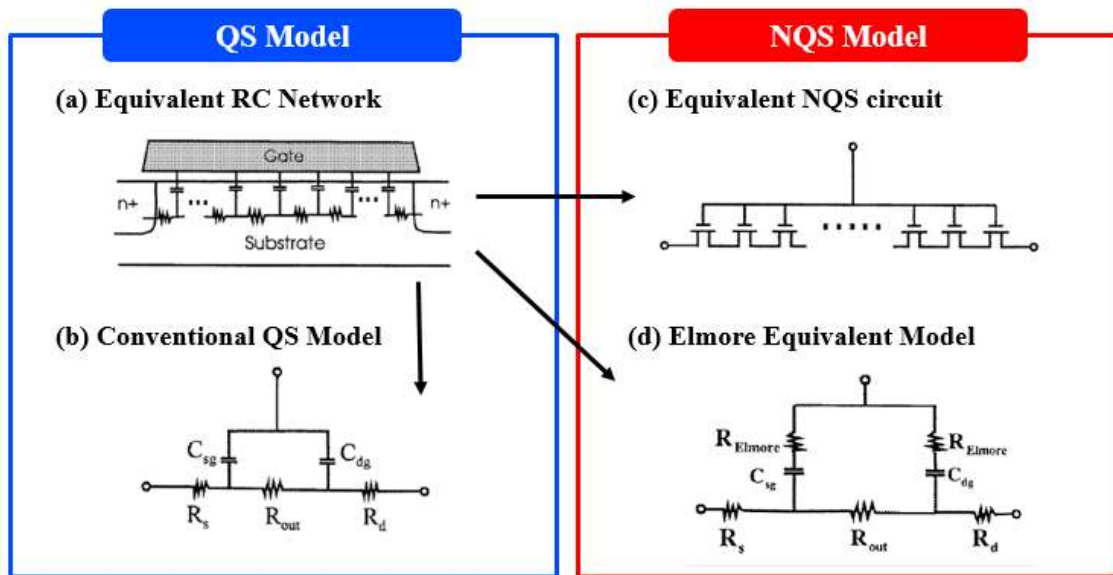 QS Model
(a) Equivalent RC Network
Gate
n+
n+
Substrate
(b) Conventional QS Model
Csg
Cdg
Rs
Rout
Rd
NQS Model
(c) Equivalent NQS circuit
(d) Elmore Equivalent Model
RElmore
RElmore
Csg
Cdg
Rs
Rout
Rd